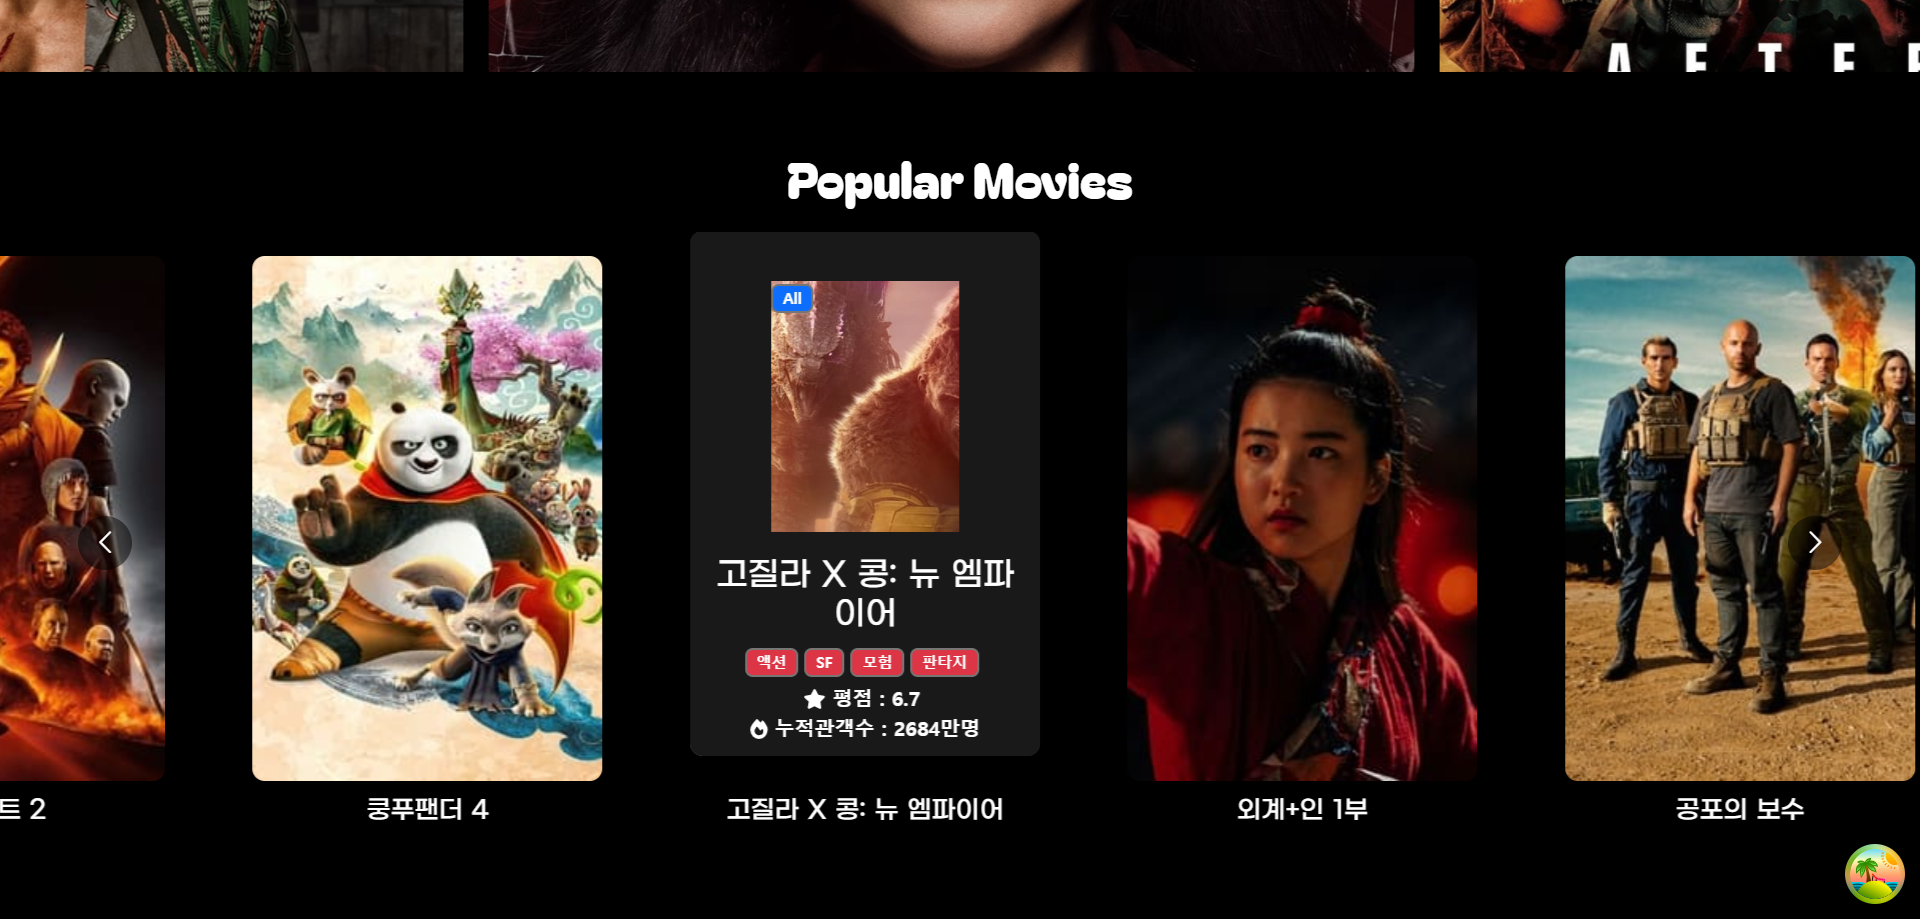 AFTER
Popular Movies
All
고질라 X 콩: 뉴 엠파
이어
액션 SF 모험 판타지
평점 : 6.7
누적관객수 : 2684만명
트 2
쿵푸팬더 4
고질라 X 콩: 뉴 엠파이어
외계+인 1부
공포의 보수